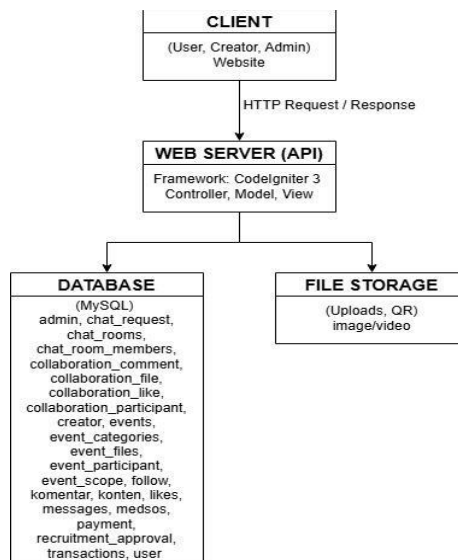 CLIENT
(User, Creator, Admin)
Website
HTTP Request / Response
WEB SERVER (API)
Framework: CodeIgniter 3
Controller, Model, View
DATABASE
(MySQL)
admin, chat_request,
chat_rooms,
chat_room_members,
collaboration_comment,
collaboration_file,
collaboration_like,
collaboration_participant,
creator, events,
event_categories,
event_files,
event_participant,
event_scope, follow,
komentar, konten, likes,
messages, medsos,
payment,
recruitment_approval,
transactions, user
FILE STORAGE
(Uploads, QR)
image/video